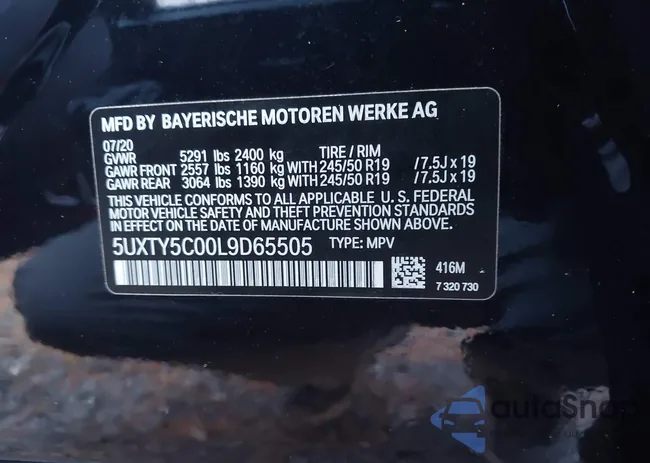 MFD BY BAYERISCHE MOTOREN WERKE AG
07/20
GVWR 5291 lbs 2400 kg TIRE / RIM
GAWR FRONT 2557 lbs 1160 kg WITH 245/50 R19 /7.5J x 19
GAWR REAR 3064 lbs 1390 kg WITH 245/50 R19 /7.5J x 19
THIS VEHICLE CONFORMS TO ALL APPLICABLE U. S. FEDERAL
MOTOR VEHICLE SAFETY AND THEFT PREVENTION STANDARDS
IN EFFECT ON THE DATE OF MANUFACTURE SHOWN ABOVE.
5UXTY5C00L9D65505 TYPE: MPV
416M
7 320 730
autaShop